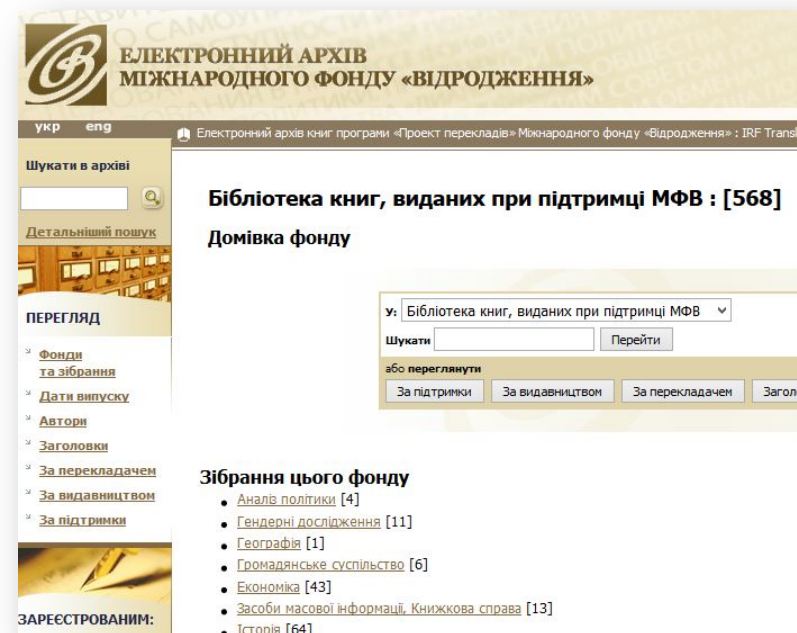 ЕЛЕКТРОННИЙ АРХІВ
МІЖНАРОДНОГО ФОНДУ «ВІДРОДЖЕННЯ»
укр eng
Електронний архів книг програми «Проект перекладів» Міжнародного фонду «Відродження» : IRF Transl
Шукати в архіві
Детальніший пошук
ПЕРЕГЛЯД
Фонди
та зібрання
Дати випуску
Автори
Заголовки
За перекладачем
За видавництвом
За підтримки
ЗАРЕЄСТРОВАНИМ:
Бібліотека книг, виданих при підтримці МФВ : [568]
Домівка фонду
У: Бібліотека книг, виданих при підтримці МФВ
Шукати Перейти
або переглянути
За підтримки За видавництвом За перекладачем Загол
Зібрання цього фонду
Аналіз політики [4]
Гендерні дослідження [11]
Географія [1]
Громадянське суспільство [6]
Економіка [43]
Засоби масової інформації, Книжкова справа [13]
Історія [64]